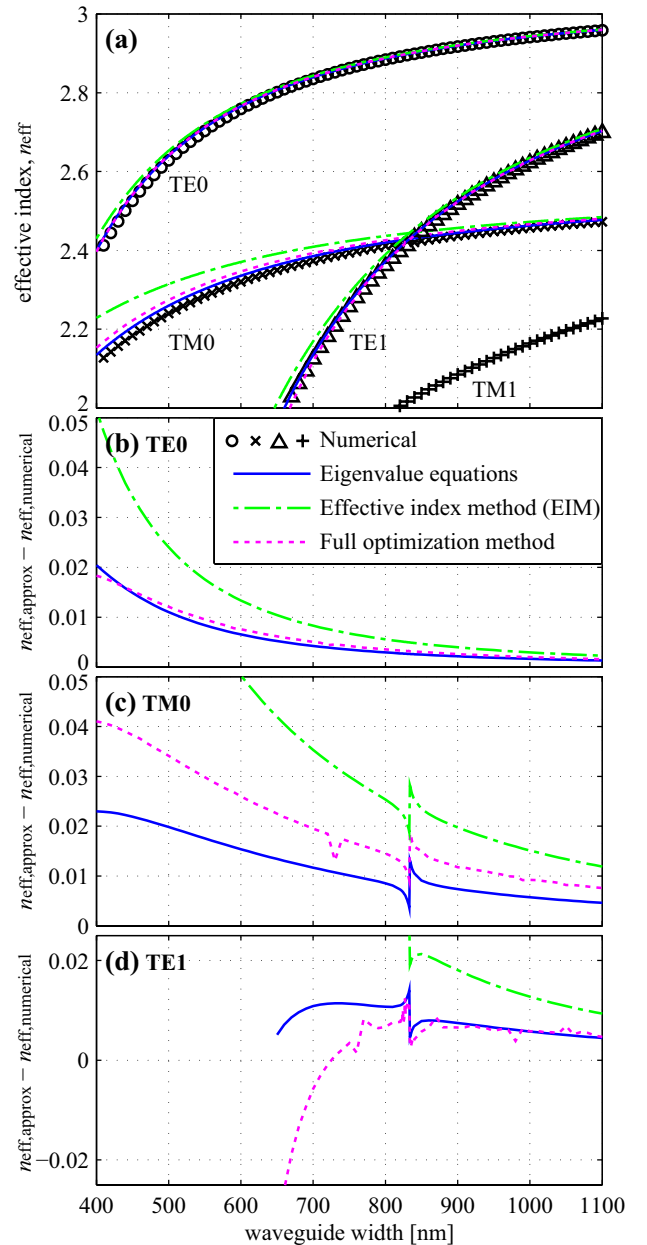 (a)
3
2.8
2.6
2.4
2.2
2
effective index, neff
TE0
TM0
TE1
TM1
(b) TE0
0.05
0.04
0.03
0.02
0.01
0
neff,approx − neff,numerical
Numerical
Eigenvalue equations
Effective index method (EIM)
Full optimization method
(c) TM0
0.05
0.04
0.03
0.02
0.01
0
neff,approx − neff,numerical
(d) TE1
0.02
0
−0.02
neff,approx − neff,numerical
400 500 600 700 800 900 1000 1100
waveguide width [nm]